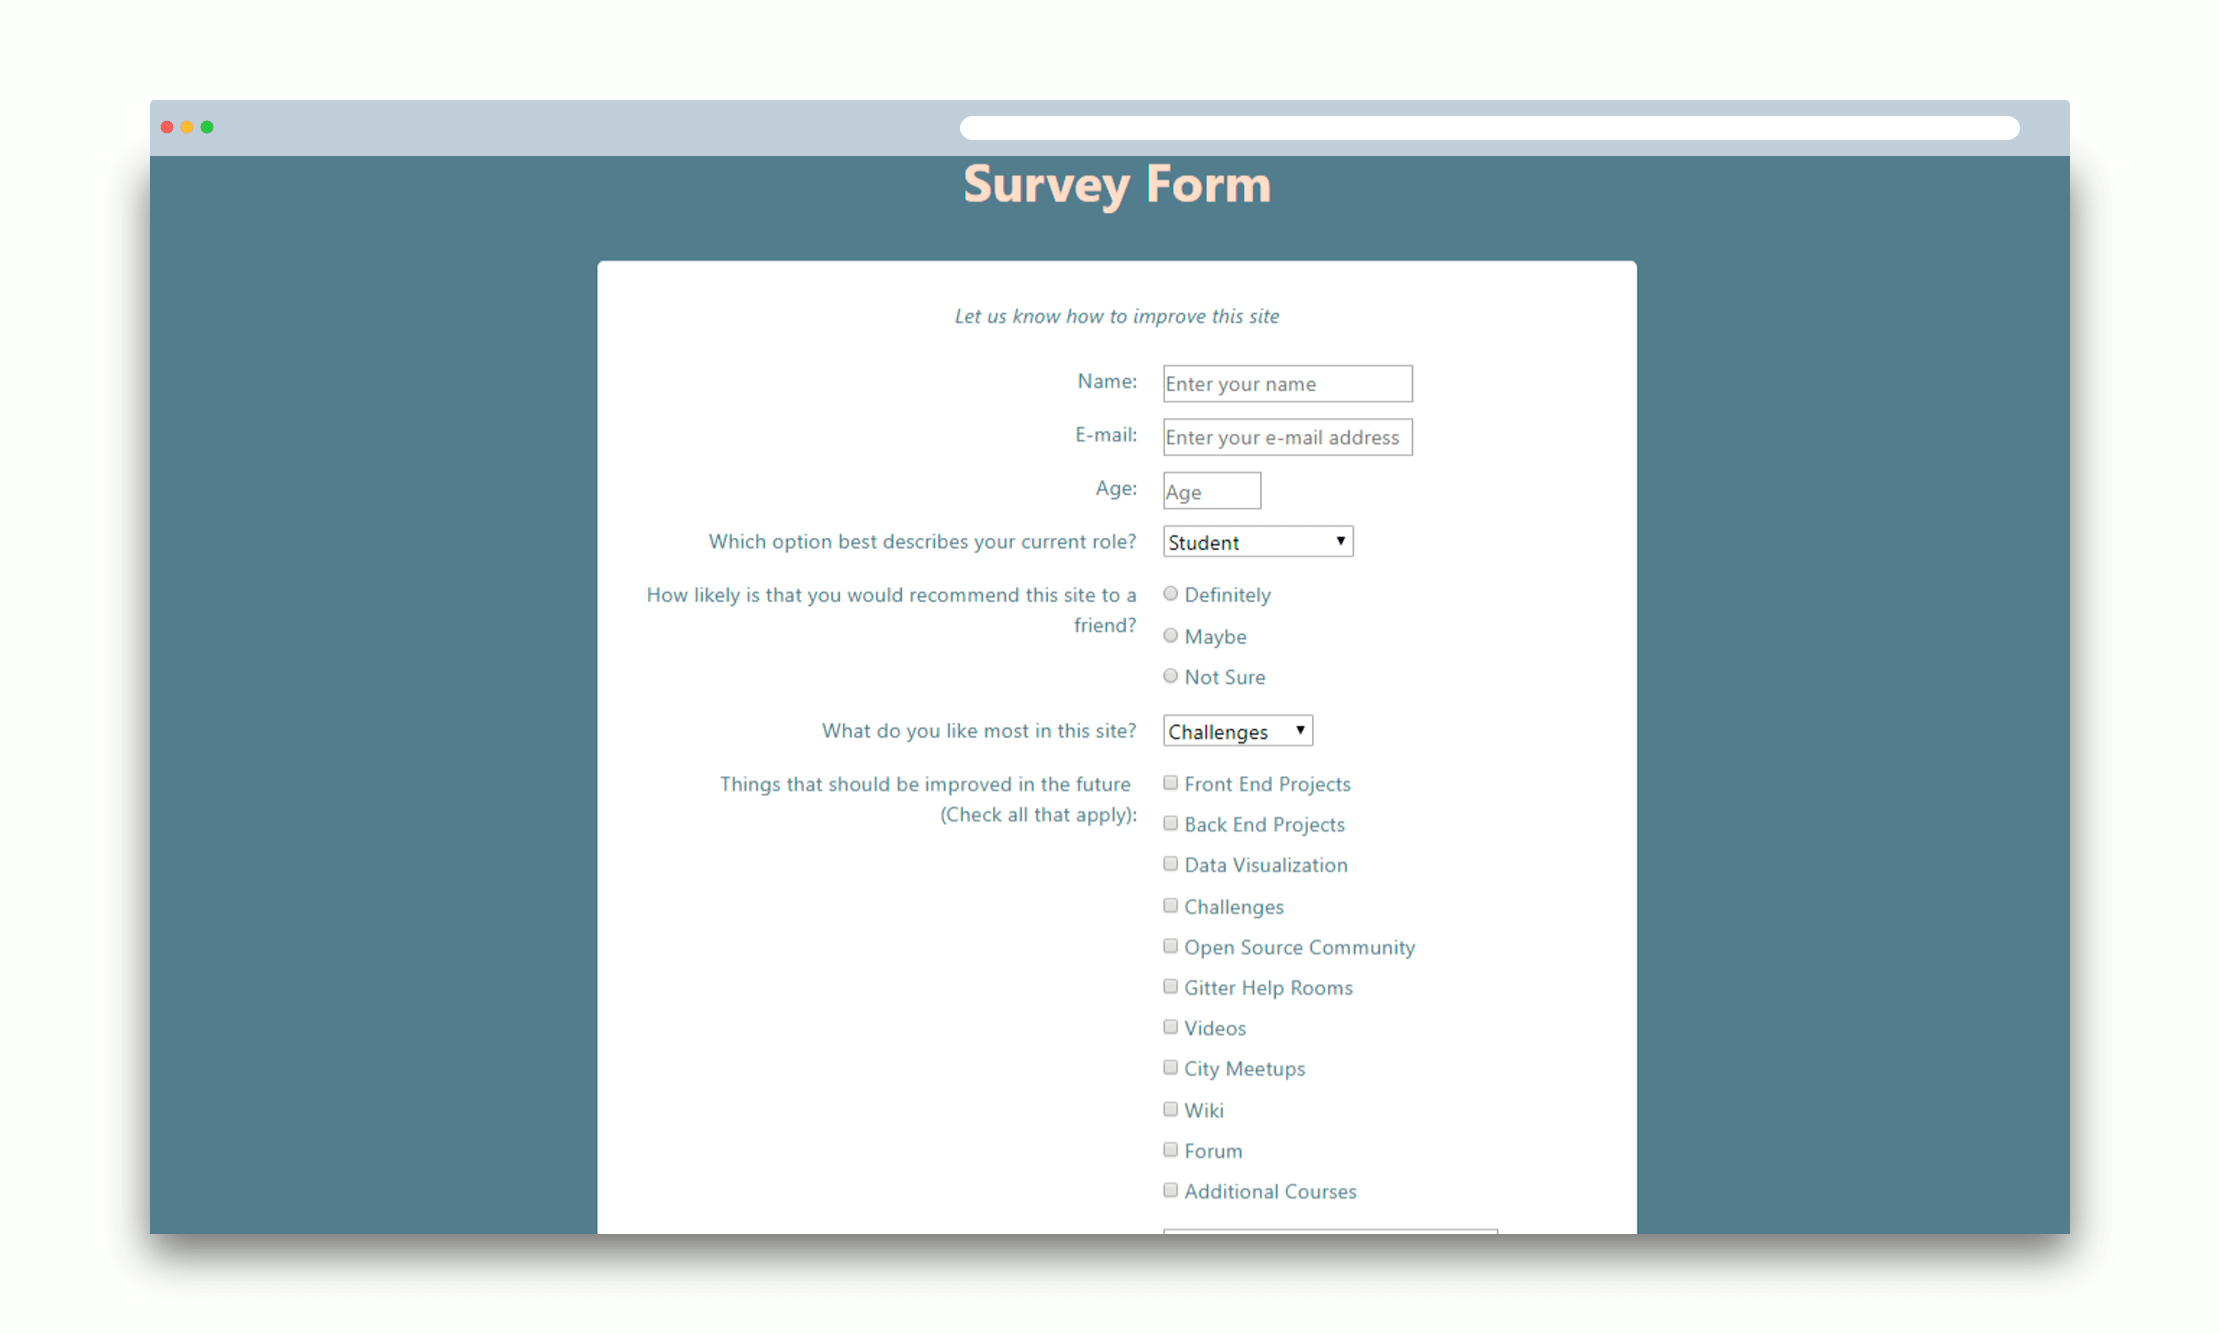 Survey Form
Let us know how to improve this site
Name: Enter your name
E-mail: Enter your e-mail address
Age: Age
Which option best describes your current role? Student
How likely is that you would recommend this site to a
friend?
Definitely
Maybe
Not Sure
What do you like most in this site? Challenges
Things that should be improved in the future
(Check all that apply):
Front End Projects
Back End Projects
Data Visualization
Challenges
Open Source Community
Gitter Help Rooms
Videos
City Meetups
Wiki
Forum
Additional Courses